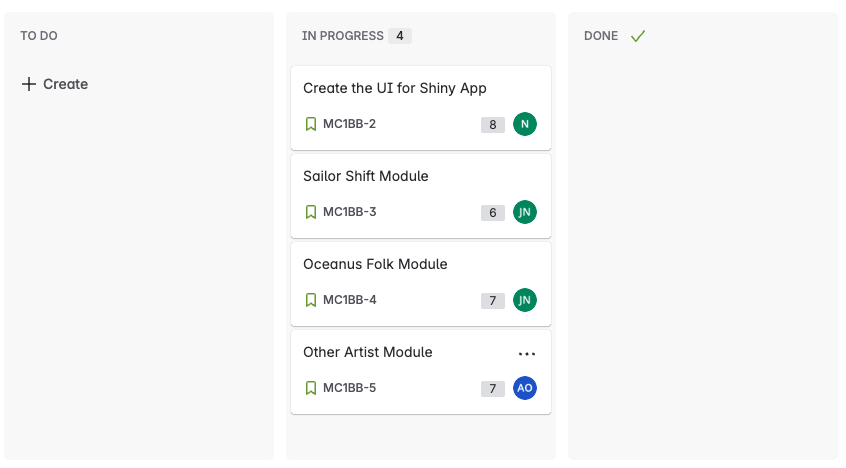 TO DO
Create
IN PROGRESS 4
Create the UI for Shiny App
MC1BB-2 8 N
Sailor Shift Module
MC1BB-3 6 JN
Oceanus Folk Module
MC1BB-4 7 JN
Other Artist Module
MC1BB-5 7 AO
DONE